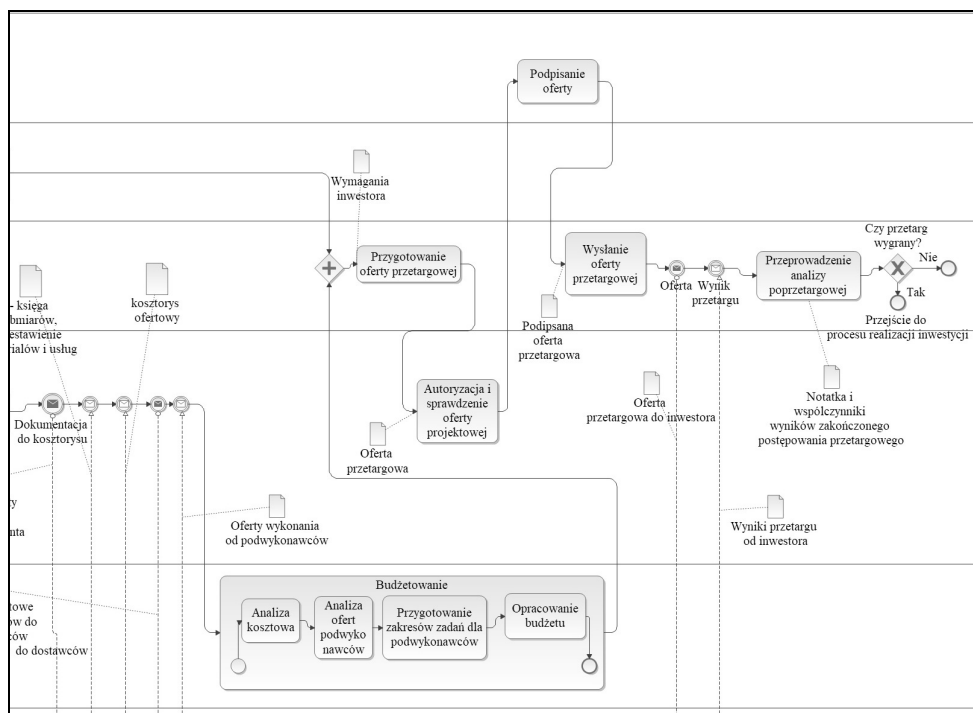 Podpisanie
oferty
Wymagania
inwestora
Przygotowanie
oferty przetargowej
Wysłanie
oferty
przetargowej
Oferta
Wynik
przetargu
Przeprowadzenie
analizy
poprzetargowej
Czy przetarg
wygrany?
Nie
Tak
Przejście do
procesu realizacji inwestycji
- księga
bmiarów,
estawienie
riałów i usług
kosztorys
ofertowy
Podipsana
oferta
przetargowa
Dokumentacja
do kosztorysu
Autoryzacja i
sprawdzenie
oferty
projektowej
Oferta
przetargowa
Oferta
przetargowa do inwestora
Notatka i
współczynniki
wyników zakończonego
postępowania przetargowego
ry
nta
Oferty wykonania
od podwykonawców
Wyniki przetargu
od inwestora
towe
ów do
ców
do dostawców
Budżetowanie
Analiza
kosztowa
Analiza
ofert
podwyko
nawców
Przygotowanie
zakresów zadań dla
podwykonawców
Opracowanie
budżetu